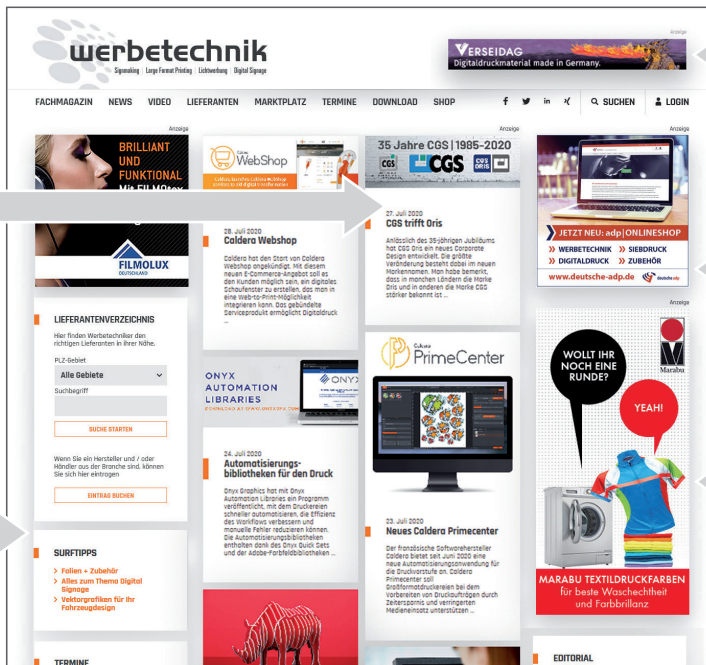 Anzeige
werbetechnik
Signmaking | Large Format Printing | Lichtwerbung | Digital Signage
VERSEIDAG
Digitaldruckmaterial made in Germany.
FACHMAGAZIN NEWS VIDEO LIEFERANTEN MARKTPLATZ TERMINE DOWNLOAD SHOP
SUCHEN
LOGIN
Anzeige
BRILLIANT
UND
FUNKTIONAL
Mit FILMOtex
FILMOLUX
DEUTSCHLAND
LIEFERANTENVERZEICHNIS
Hier finden Werbetechniker den
richtigen Lieferanten in ihrer Nähe.
PLZ-Gebiet
Alle Gebiete
Suchbegriff
SUCHE STARTEN
Wenn Sie ein Hersteller und / oder
Händler aus der Branche sind, können
Sie sich hier eintragen
EINTRAG BUCHEN
SURFTIPPS
> Folien + Zubehör
> Alles zum Thema Digital
Signage
> Vektorgrafiken für Ihr
Fahrzeugdesign
TERMINE
Caldera
WebShop
28. Juli 2020
Caldera Webshop
Caldera hat den Start von Caldera
Webshop angekündigt. Mit diesem
neuen E-Commerce-Angebot soll es
den Kunden möglich sein, ein digitales
Schaufenster zu erstellen, das man in
eine Web-to-Print-Möglichkeit
integrieren kann. Das gebündelte
Serviceprodukt ermöglicht Digitaldruck
...
ONYX
AUTOMATION
LIBRARIES
ONYX
24. Juli 2020
Automatisierungs-
bibliotheken für den Druck
Onyx Graphics hat mit Onyx
Automation Libraries ein Programm
veröffentlicht, mit dem Druckereien
schneller automatisieren, die Effizienz
des Workflows verbessern und
manuelle Fehler reduzieren können.
Die Automatisierungsbibliotheken
enthalten dank des Onyx Quick Sets
und der Adobe-Farbfeldbibliotheken ...
Anzeige
35 Jahre CGS | 1985–2020
CGS
CGS
CGS
ORIS
27. Juli 2020
CGS trifft Oris
Anlässlich des 35-jährigen Jubiläums
hat CGS Oris ein neues Corporate
Design entwickelt. Die größte
Veränderung besteht dabei im neuen
Markennamen. Man habe bemerkt,
dass in manchen Ländern die Marke
Oris und in anderen die Marke CGS
stärker bekannt ist ...
Caldera
PrimeCenter
23. Juli 2020
Neues Caldera Primecenter
Der französische Softwarehersteller
Caldera bietet seit Juni 2020 eine
neue Automatisierungsanwendung für
die Druckvorstufe an. Caldera
Primecenter soll
Großformatdruckereien bei dem
Vorbereiten von Druckaufträgen durch
Zeitersparnis und verringerten
Medieneinsatz unterstützen ...
Anzeige
JETZT NEU: adp|ONLINESHOP
WERBETECHNIK SIEBDRUCK
DIGITALDRUCK ZUBEHÖR
www.deutsche-adp.de
deutsche adp
Anzeige
Marabu
WOLLT IHR
NOCH EINE
RUNDE?
YEAH!
MARABU TEXTILDRUCKFARBEN
für beste Waschechtheit
und Farbbrillanz
EDITORIAL